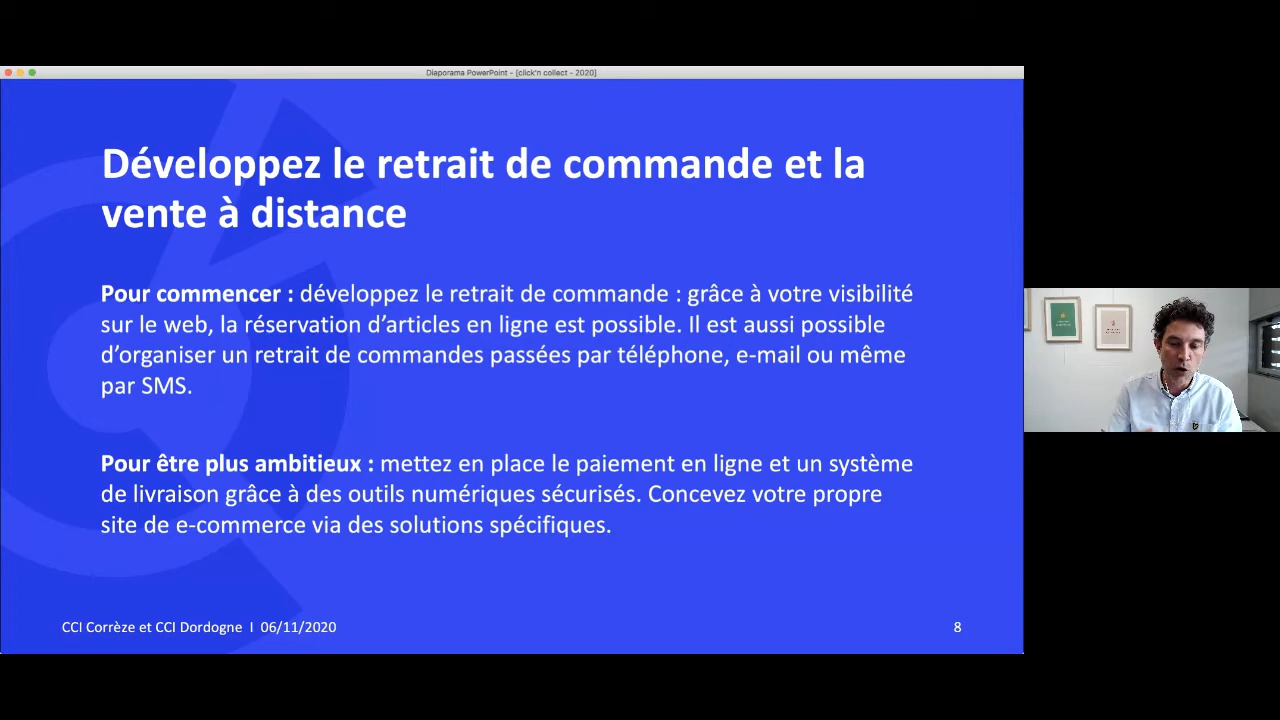 Diaporama PowerPoint - [click'n collect - 2020]
Développez le retrait de commande et la
vente à distance
Pour commencer : développez le retrait de commande : grâce à votre visibilité
sur le web, la réservation d’articles en ligne est possible. Il est aussi possible
d’organiser un retrait de commandes passées par téléphone, e-mail ou même
par SMS.
Pour être plus ambitieux : mettez en place le paiement en ligne et un système
de livraison grâce à des outils numériques sécurisés. Concevez votre propre
site de e-commerce via des solutions spécifiques.
CCI Corrèze et CCI Dordogne I 06/11/2020
8